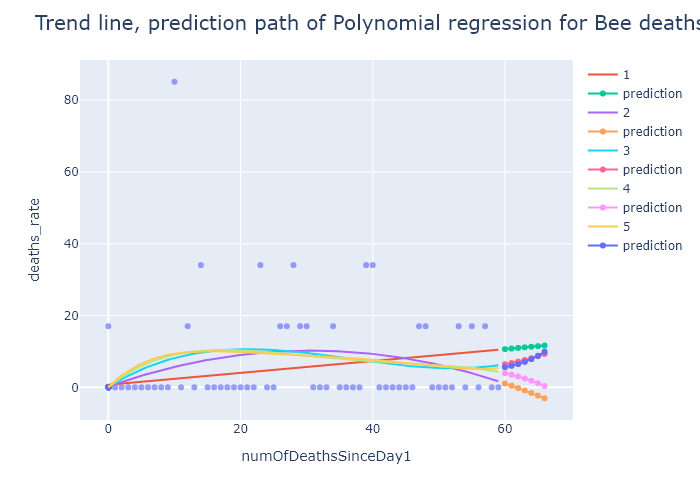 Trend line, prediction path of Polynomial regression for Bee deaths
1
prediction
2
prediction
3
prediction
4
prediction
5
prediction
deaths_rate
80
60
40
20
0
0 20 40 60
numOfDeathsSinceDay1